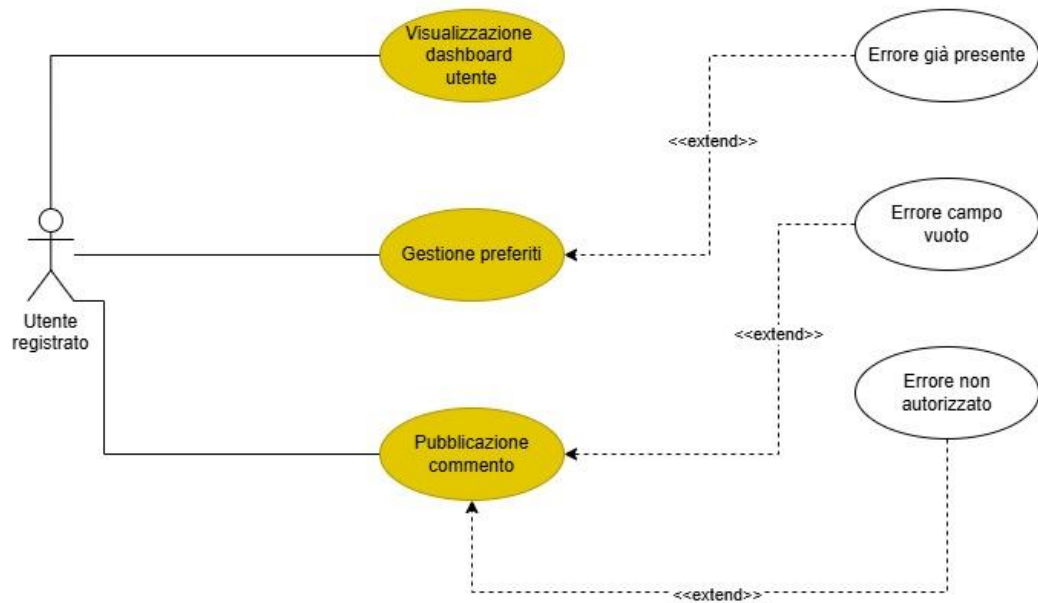 Visualizzazione
dashboard
utente
Errore già presente
<<extend>>
Errore campo
vuoto
Gestione preferiti
Utente
registrato
<<extend>>
Errore non
autorizzato
Pubblicazione
commento
<<extend>>